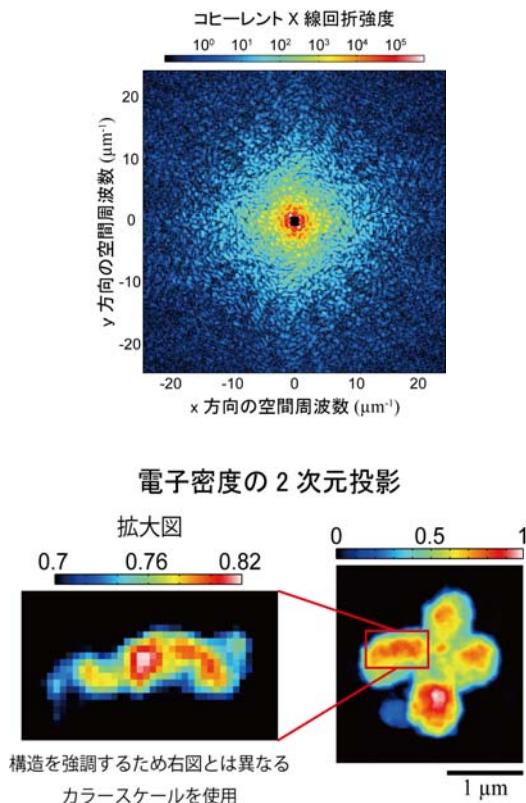 コヒーレント X 線回折強度
10⁰ 10¹ 10² 10³ 10⁴ 10⁵
20
10
0
-10
-20
y 方向の空間周波数 (μm⁻¹)
-20 -10 0 10 20
x 方向の空間周波数 (μm⁻¹)
電子密度の 2 次元投影
拡大図
0.7 0.76 0.82
0 0.5 1
構造を強調するため右図とは異なる
カラースケールを使用
1 μm